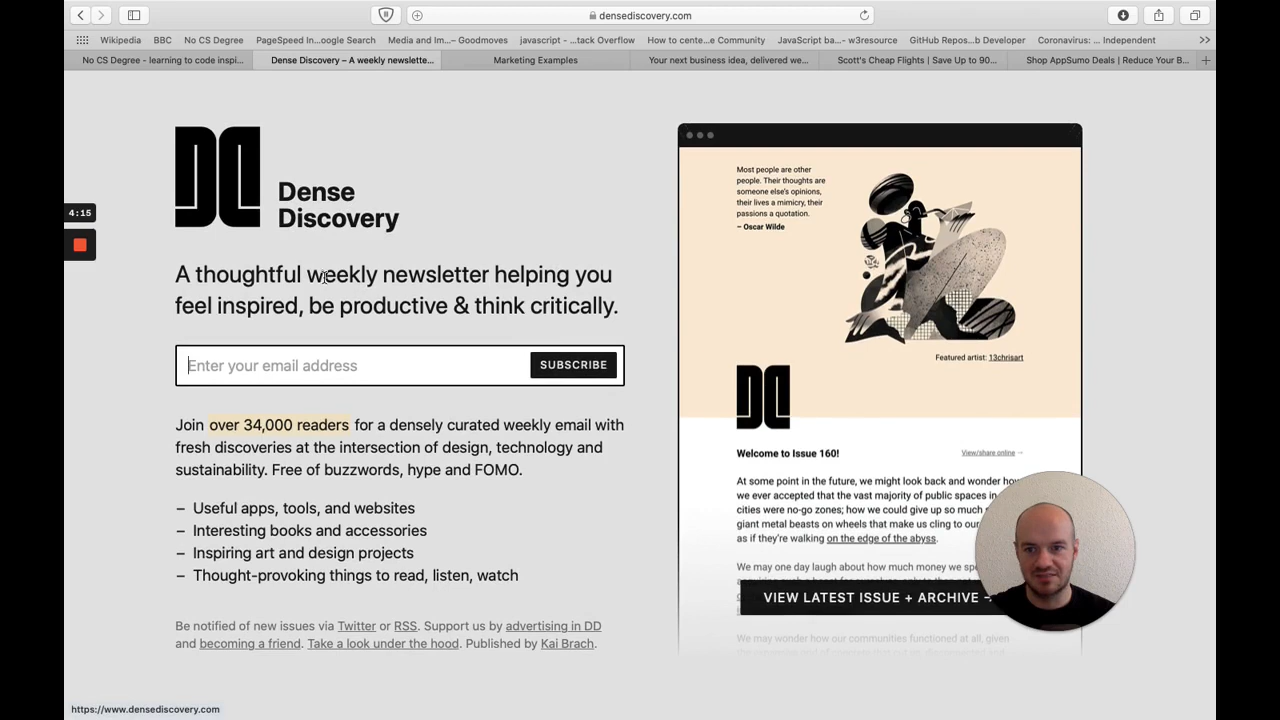 densediscovery.com
Wikipedia BBC No CS Degree PageSpeed In...oogle Search Media and Im...– Goodmoves javascript - ...tack Overflow How to cente...e Community JavaScript ba...- w3resource GitHub Repos...b Developer Coronavirus: ... Independent
No CS Degree - learning to code inspi... Dense Discovery – A weekly newslette... Marketing Examples Your next business idea, delivered we... Scott's Cheap Flights | Save Up to 90... Shop AppSumo Deals | Reduce Your B...
4:15
Dense
Discovery
A thoughtful weekly newsletter helping you
feel inspired, be productive & think critically.
Enter your email address SUBSCRIBE
Join over 34,000 readers for a densely curated weekly email with
fresh discoveries at the intersection of design, technology and
sustainability. Free of buzzwords, hype and FOMO.
– Useful apps, tools, and websites
– Interesting books and accessories
– Inspiring art and design projects
– Thought-provoking things to read, listen, watch
Be notified of new issues via Twitter or RSS. Support us by advertising in DD
and becoming a friend. Take a look under the hood. Published by Kai Brach.
Most people are other
people. Their thoughts are
someone else's opinions,
their lives a mimicry, their
passions a quotation.
– Oscar Wilde
Featured artist: 13chrisart
Welcome to Issue 160! View/share online →
At some point in the future, we might look back and wonder how
we ever accepted that the vast majority of public spaces in
cities were no-go zones; how we could give up so much
giant metal beasts on wheels that make us cling to our
as if they're walking on the edge of the abyss.
We may one day laugh about how much money we
VIEW LATEST ISSUE + ARCHIVE
We may wonder how our communities functioned at all, given
https://www.densediscovery.com